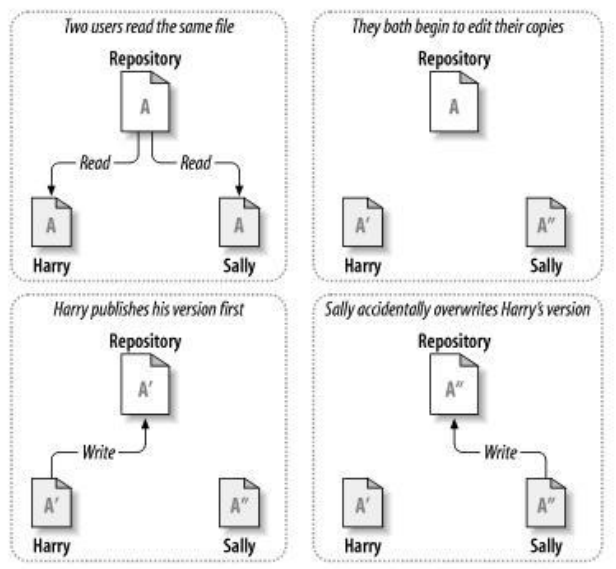 Two users read the same file
Repository
A
Read
Read
A
A
Harry
Sally
They both begin to edit their copies
Repository
A
A'
A"
Harry
Sally
Harry publishes his version first
Repository
A'
Write
A'
A"
Harry
Sally
Sally accidentally overwrites Harry's version
Repository
A"
Write
A'
A"
Harry
Sally